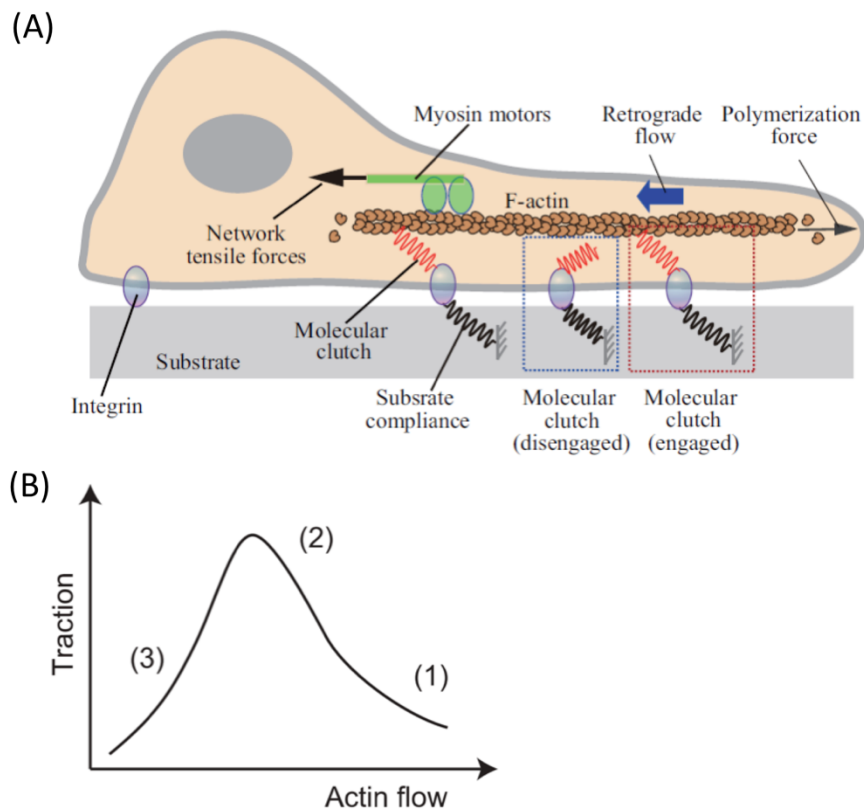 (A)
Myosin motors
Retrograde
flow
Polymerization
force
F-actin
Network
tensile forces
Molecular
clutch
Substrate
Integrin
Subsrate
compliance
Molecular
clutch
(disengaged)
Molecular
clutch
(engaged)
(B)
Traction
(2)
(3)
(1)
Actin flow